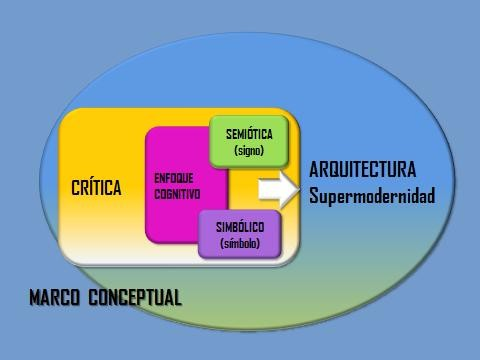 SEMIÓTICA
(signo)
CRÍTICA
ENFOQUE
COGNITIVO
SIMBÓLICO
(símbolo)
ARQUITECTURA
Supermodernidad
MARCO CONCEPTUAL